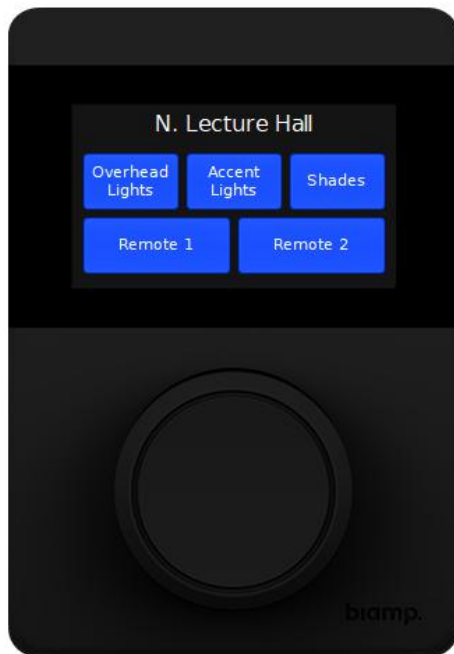 N. Lecture Hall
Overhead
Lights
Accent
Lights
Shades
Remote 1
Remote 2
biamp.